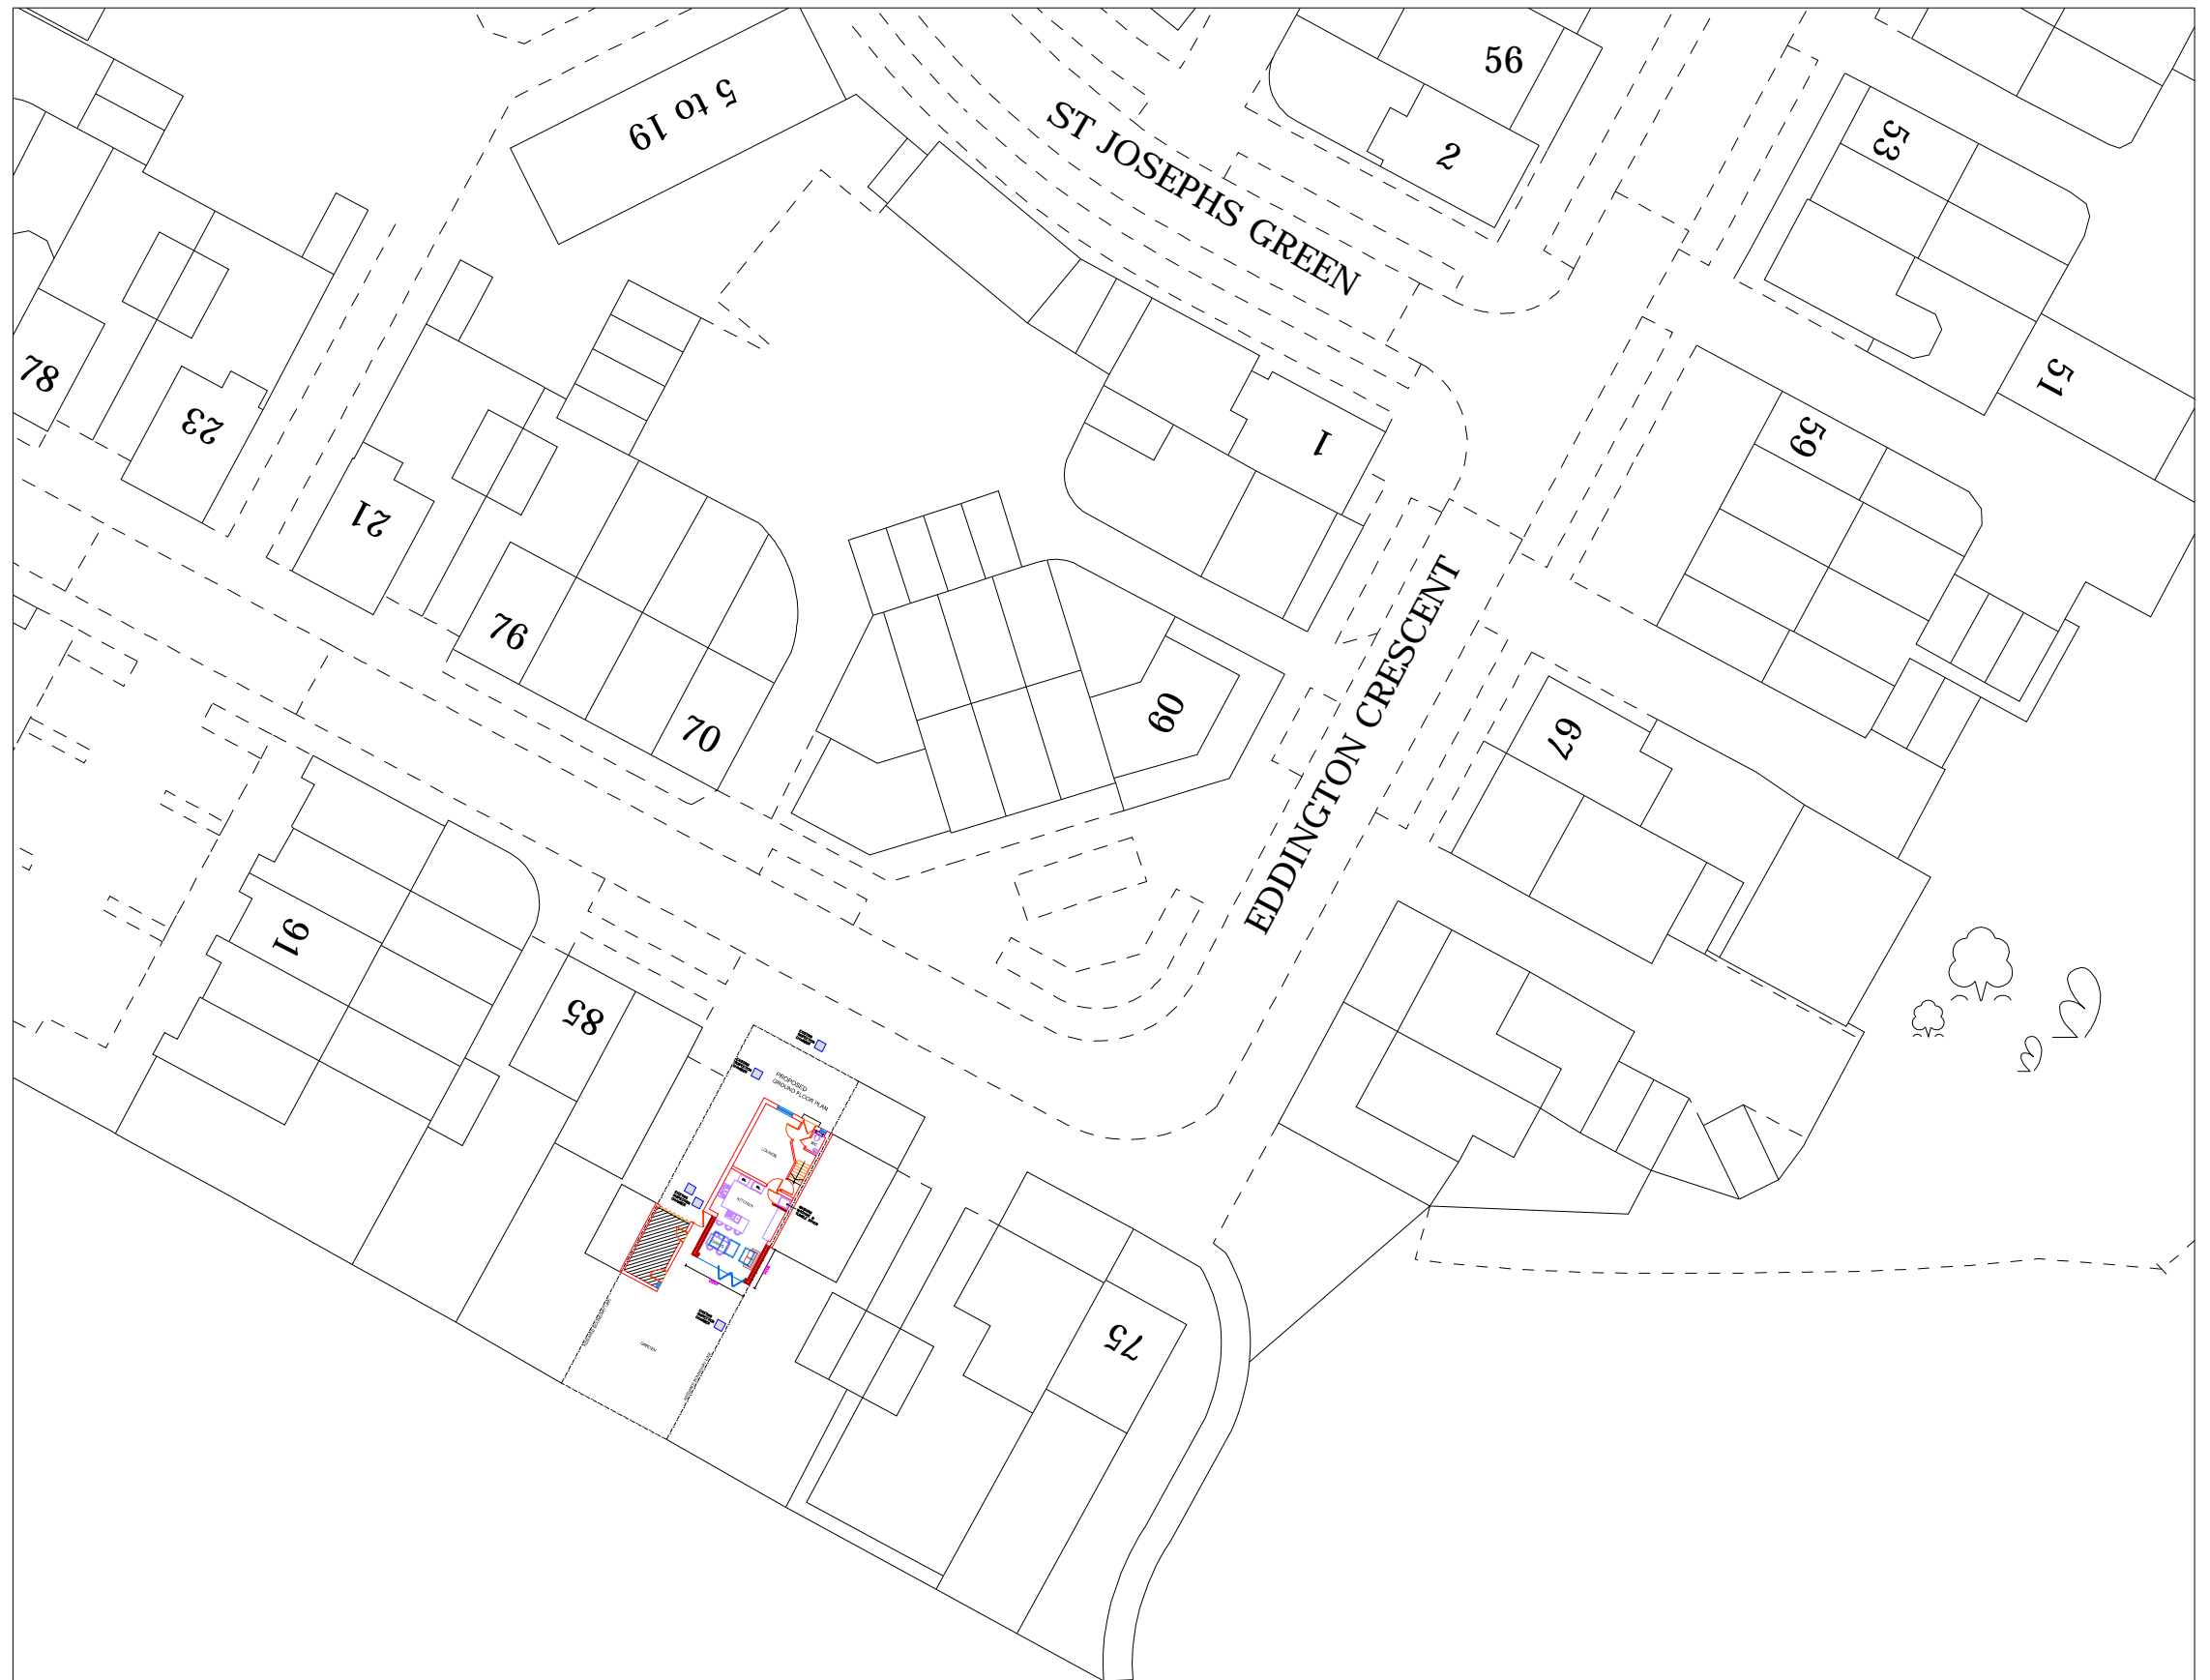 5 to 19
56
2
ST JOSEPHS GREEN
53
78
23
51
1
59
21
76
70
60
EDDINGTON CRESCENT
67
91
85
PROPOSED
GROUND FLOOR PLAN
LOUNGE
KITCHEN
GARDEN
75